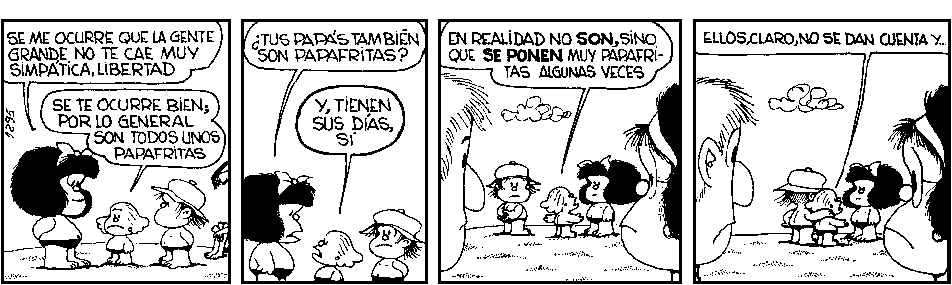 SE ME OCURRE QUE LA GENTE
GRANDE NO TE CAE MUY
SIMPÁTICA, LIBERTAD
SE TE OCURRE BIEN;
POR LO GENERAL
SON TODOS UNOS
PAPAFRITAS
1295
¿TUS PAPÁS TAMBIÉN
SON PAPAFRITAS?
Y, TIENEN
SUS DÍAS,
SÍ
EN REALIDAD NO SON, SINO
QUE SE PONEN MUY PAPAFRI-
TAS ALGUNAS VECES
ELLOS, CLARO, NO SE DAN CUENTA Y..